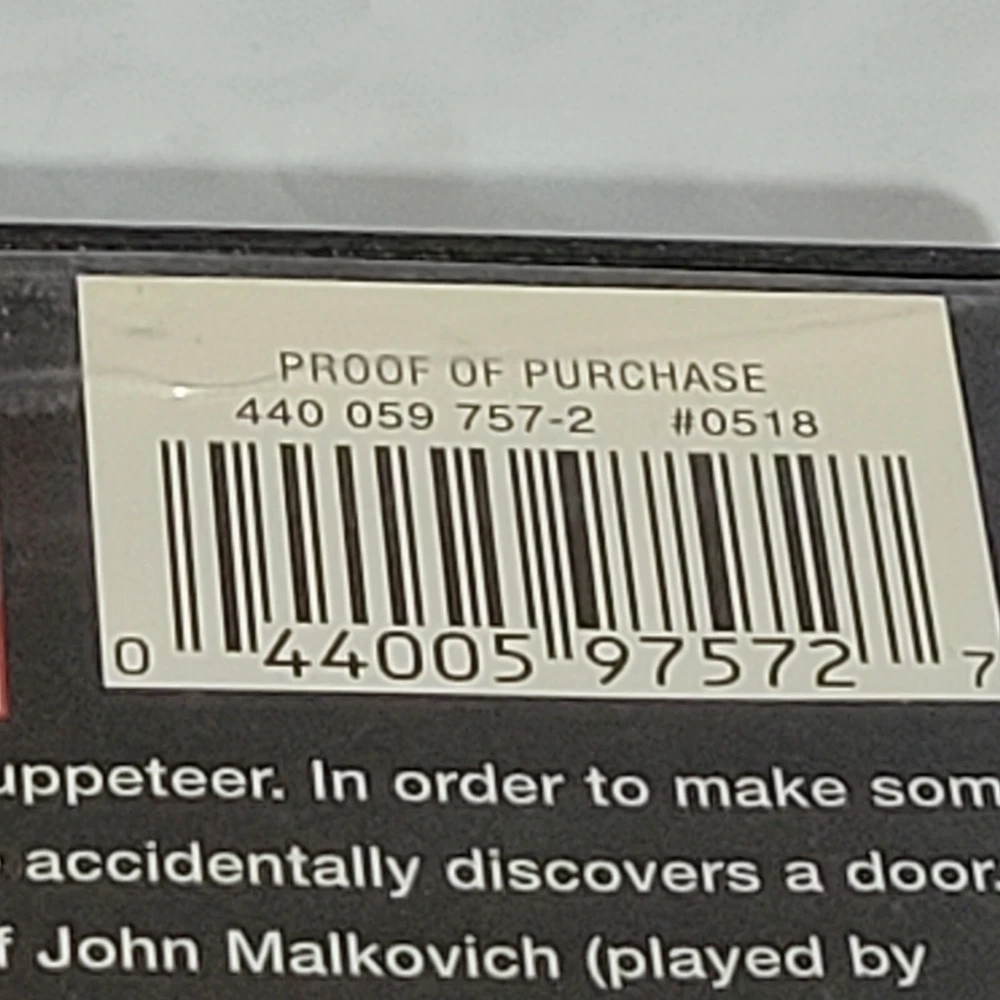 PROOF OF PURCHASE
440 059 757-2 #0518
0 44005 97572 7
uppeteer. In order to make som
accidentally discovers a door
f John Malkovich (played by